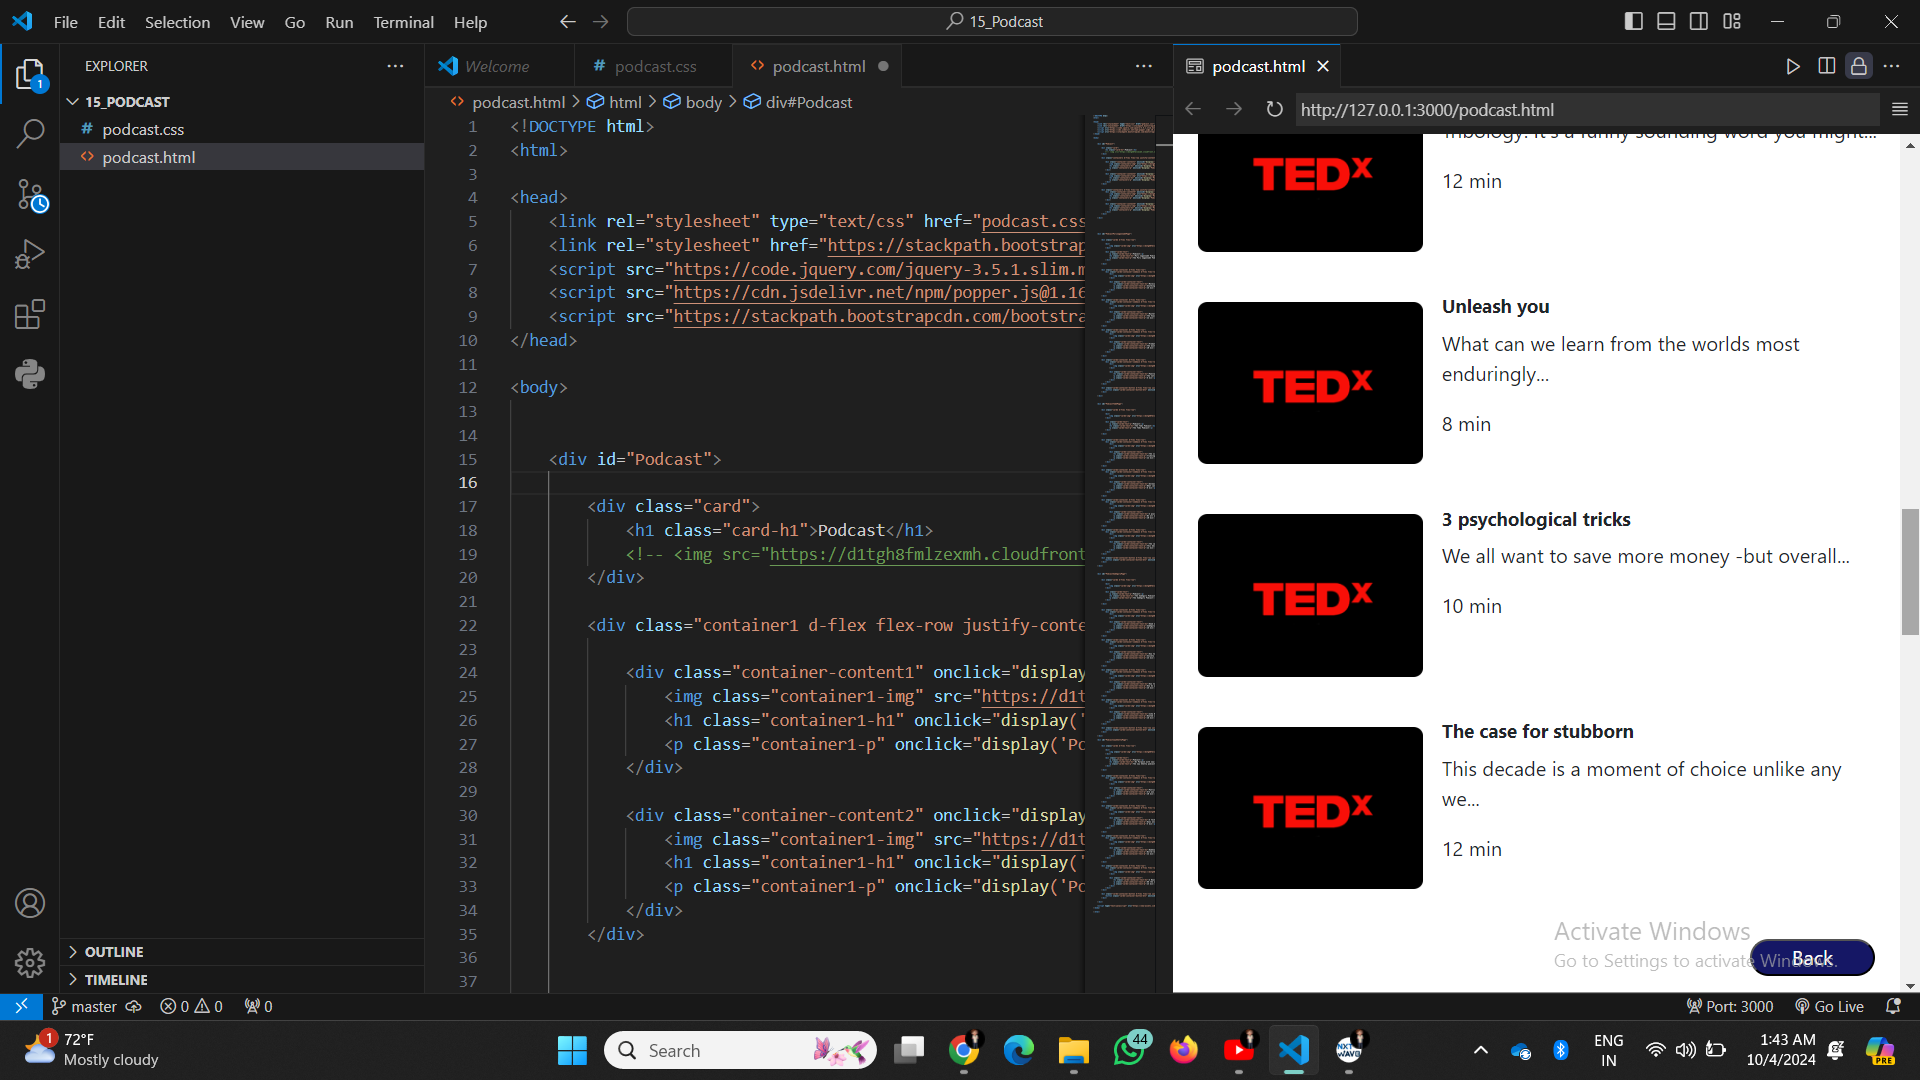 File Edit Selection View Go Run Terminal Help
15_Podcast
EXPLORER
15_PODCAST
# podcast.css
podcast.html
OUTLINE
TIMELINE
Welcome
# podcast.css
podcast.html
podcast.html > html > body > div#Podcast
1 <!DOCTYPE html>
2 <html>
3
4 <head>
5 <link rel="stylesheet" type="text/css" href="podcast.css
6 <link rel="stylesheet" href="https://stackpath.bootstrap
7 <script src="https://code.jquery.com/jquery-3.5.1.slim.m
8 <script src="https://cdn.jsdelivr.net/npm/popper.js@1.16
9 <script src="https://stackpath.bootstrapcdn.com/bootstra
10 </head>
11
12 <body>
13
14
15 <div id="Podcast">
16
17 <div class="card">
18 <h1 class="card-h1">Podcast</h1>
19 <!-- <img src="https://d1tgh8fmlzexmh.cloudfront
20 </div>
21
22 <div class="container1 d-flex flex-row justify-conte
23
24 <div class="container-content1" onclick="display
25 <img class="container1-img" src="https://d1t
26 <h1 class="container1-h1" onclick="display('
27 <p class="container1-p" onclick="display('Po
28 </div>
29
30 <div class="container-content2" onclick="display
31 <img class="container1-img" src="https://d1t
32 <h1 class="container1-h1" onclick="display('
33 <p class="container1-p" onclick="display('Po
34 </div>
35 </div>
36
37
podcast.html
http://127.0.0.1:3000/podcast.html
Tribology: It's a funny sounding word you might...
TEDx
12 min
TEDx
Unleash you
What can we learn from the worlds most
enduringly...
8 min
TEDx
3 psychological tricks
We all want to save more money -but overall...
10 min
TEDx
The case for stubborn
This decade is a moment of choice unlike any
we...
12 min
Activate Windows
Go to Settings to activate Windows.
Back
1
master
0 0
0
Port: 3000
Go Live
1
72°F
Mostly cloudy
Search
44
NXT
WAVE
ENG
IN
1:43 AM
10/4/2024
PRE